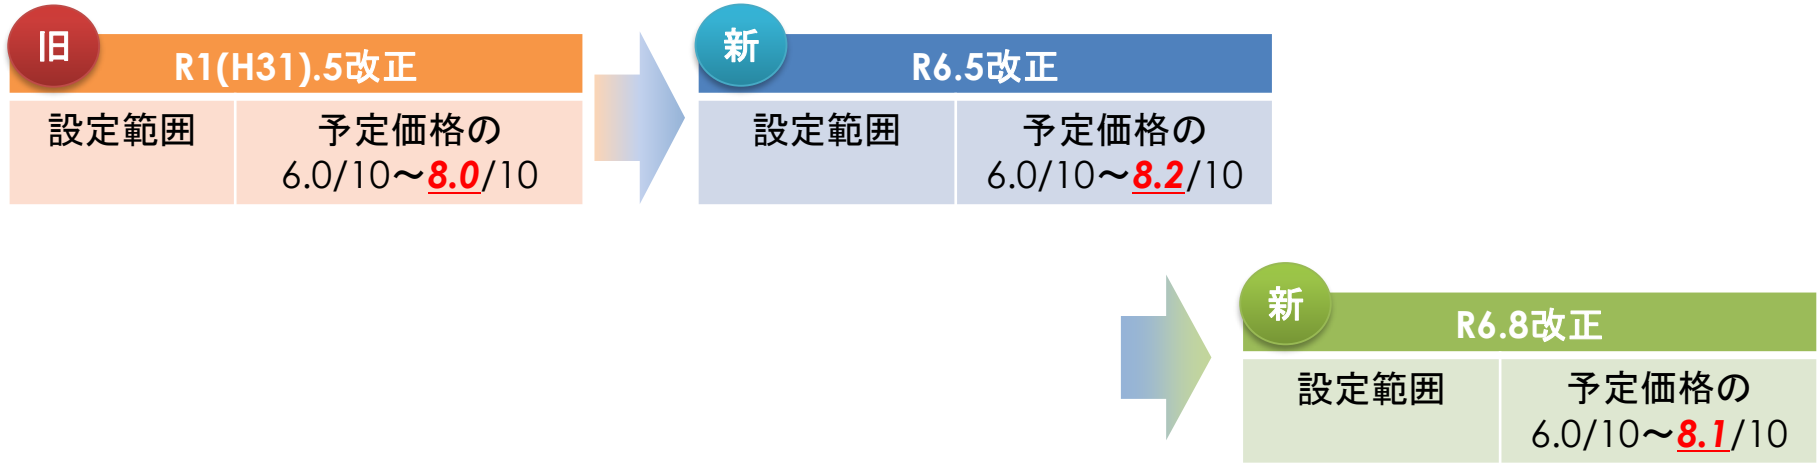 旧
R1(H31).5改正
設定範囲
予定価格の
6.0/10～8.0/10
新
R6.5改正
設定範囲
予定価格の
6.0/10～8.2/10
新
R6.8改正
設定範囲
予定価格の
6.0/10～8.1/10